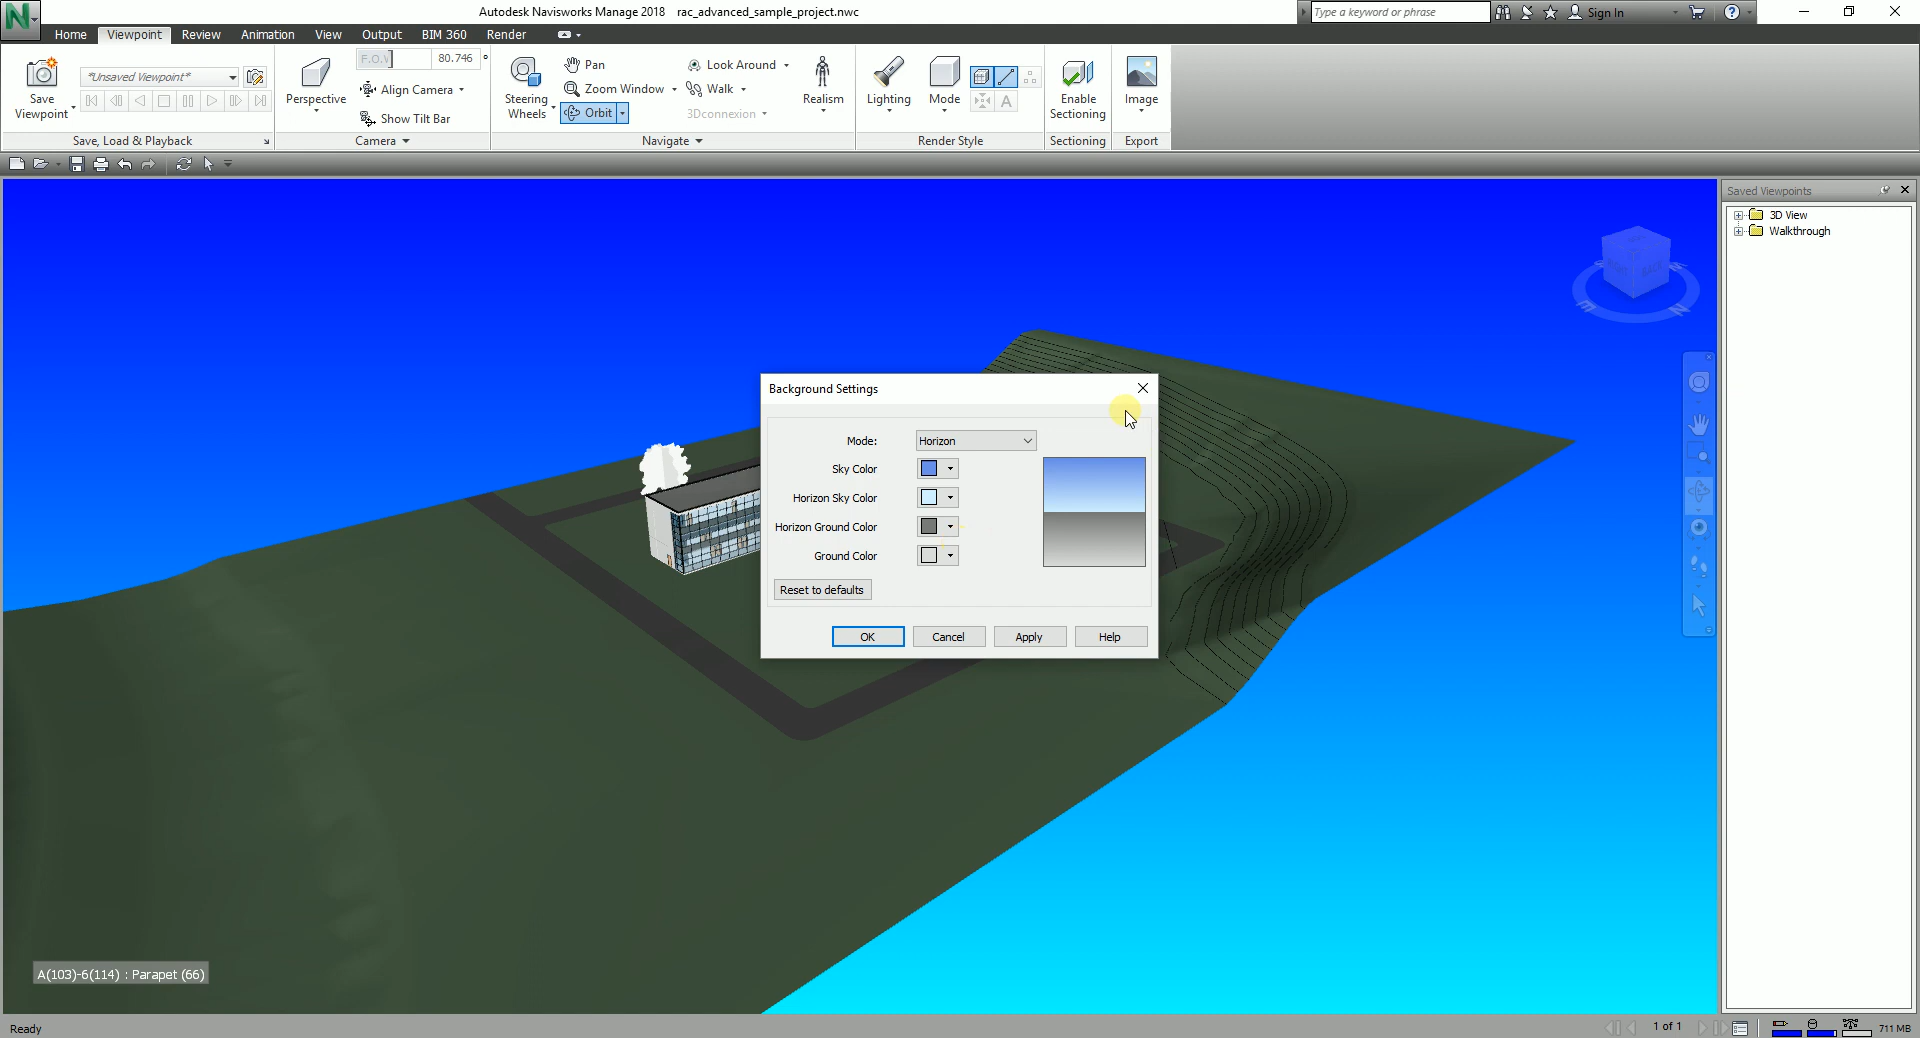 Autodesk Navisworks Manage 2018 rac_advanced_sample_project.nwc
Type a keyword or phrase
Sign In
Home Viewpoint Review Animation View Output BIM 360 Render
Save Viewpoint
*Unsaved Viewpoint*
Save, Load & Playback
Perspective
F.O.V 80.746 °
Align Camera
Show Tilt Bar
Camera
Steering Wheels
Pan
Zoom Window
Orbit
Look Around
Walk
3Dconnexion
Realism
Navigate
Lighting
Mode
A
Render Style
Enable Sectioning
Sectioning
Image
Export
Saved Viewpoints
3D View
Walkthrough
Background Settings
Mode: Horizon
Sky Color
Horizon Sky Color
Horizon Ground Color
Ground Color
Reset to defaults
OK Cancel Apply Help
A(103)-6(114) : Parapet (66)
Ready
1 of 1
711 MB